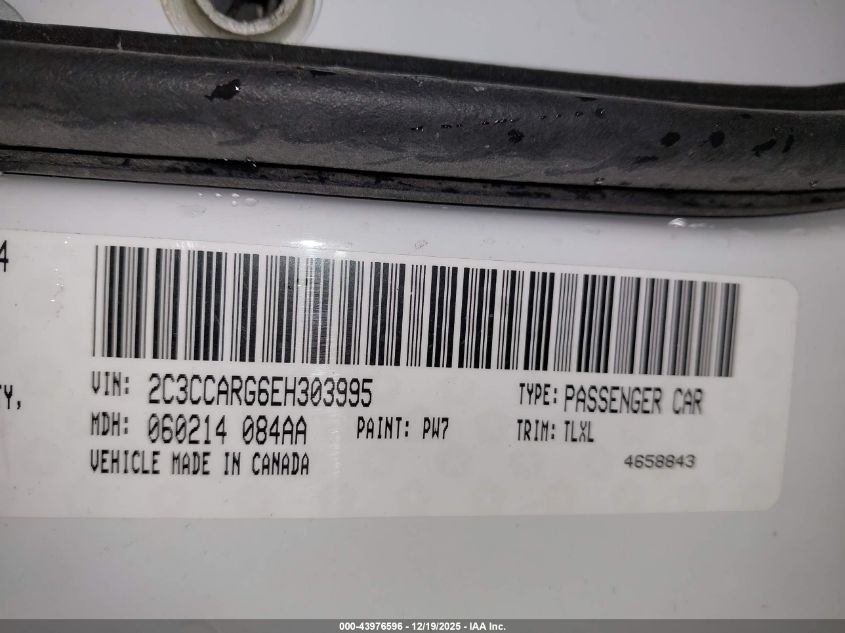 4
TY,
VIN: 2C3CCARG6EH303995 TYPE: PASSENGER CAR
MDH: 060214 084AA PAINT: PW7 TRIM: TLXL
VEHICLE MADE IN CANADA 4658843
000-43976596 - 12/19/2025 - IAA Inc.